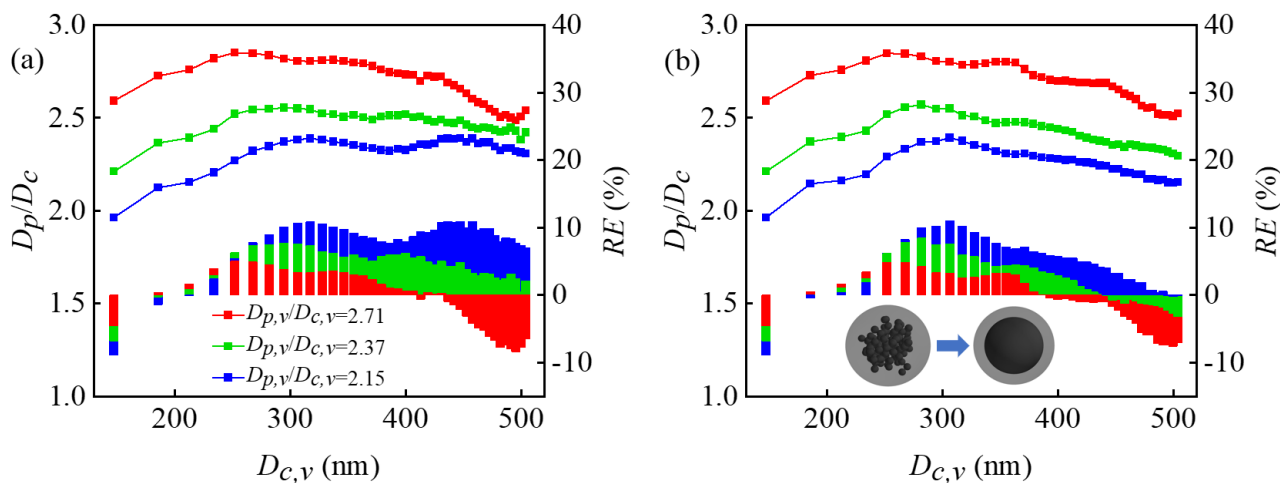 (a)
3.0
2.5
2.0
1.5
1.0
Dp/Dc
40
30
20
10
0
-10
RE (%)
Dp,v/Dc,v=2.71
Dp,v/Dc,v=2.37
Dp,v/Dc,v=2.15
200 300 400 500
Dc,v (nm)
(b)
3.0
2.5
2.0
1.5
1.0
Dp/Dc
40
30
20
10
0
-10
RE (%)
200 300 400 500
Dc,v (nm)